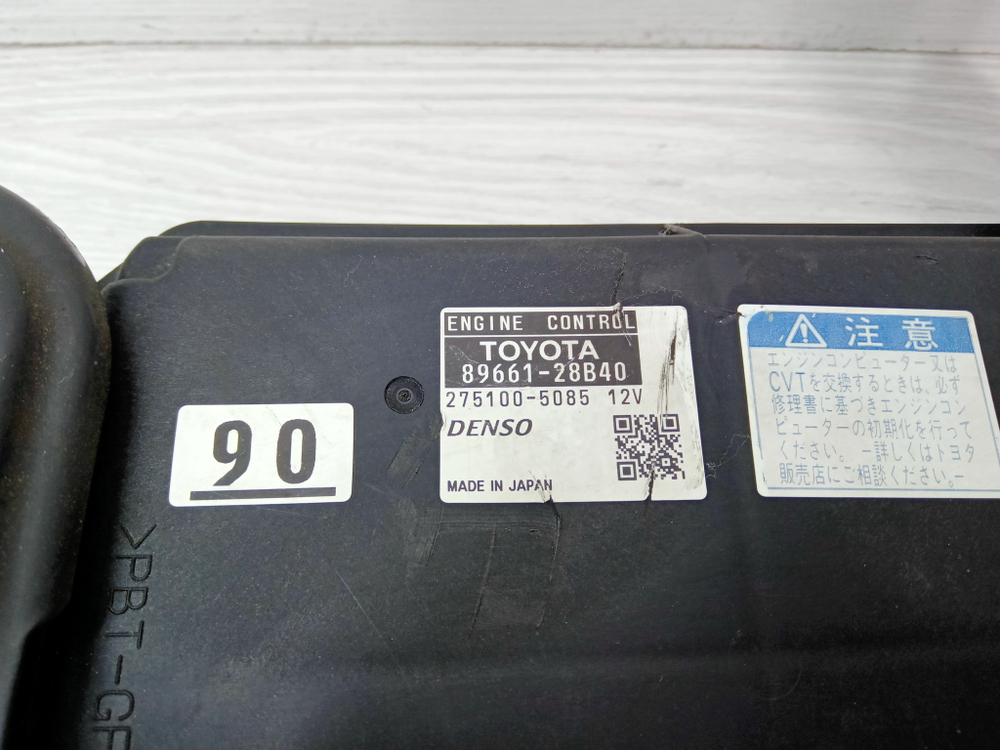 ENGINE CONTROL
TOYOTA
89661-28B40
275100-5085 12V
DENSO
MADE IN JAPAN
90
注意
エンジンコンピューター又は
CVTを交換するときは、必ず
修理書に基づきエンジンコン
ピューターの初期化を行って
ください。 ー詳しくはトヨタ
販売店にご相談ください。ー
>PBT-GF